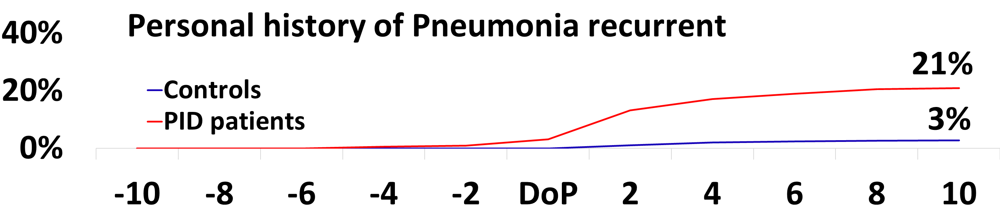 Personal history of Pneumonia recurrent
40%
20%
0%
Controls
PID patients
21%
3%
-10 -8 -6 -4 -2 DoP 2 4 6 8 10